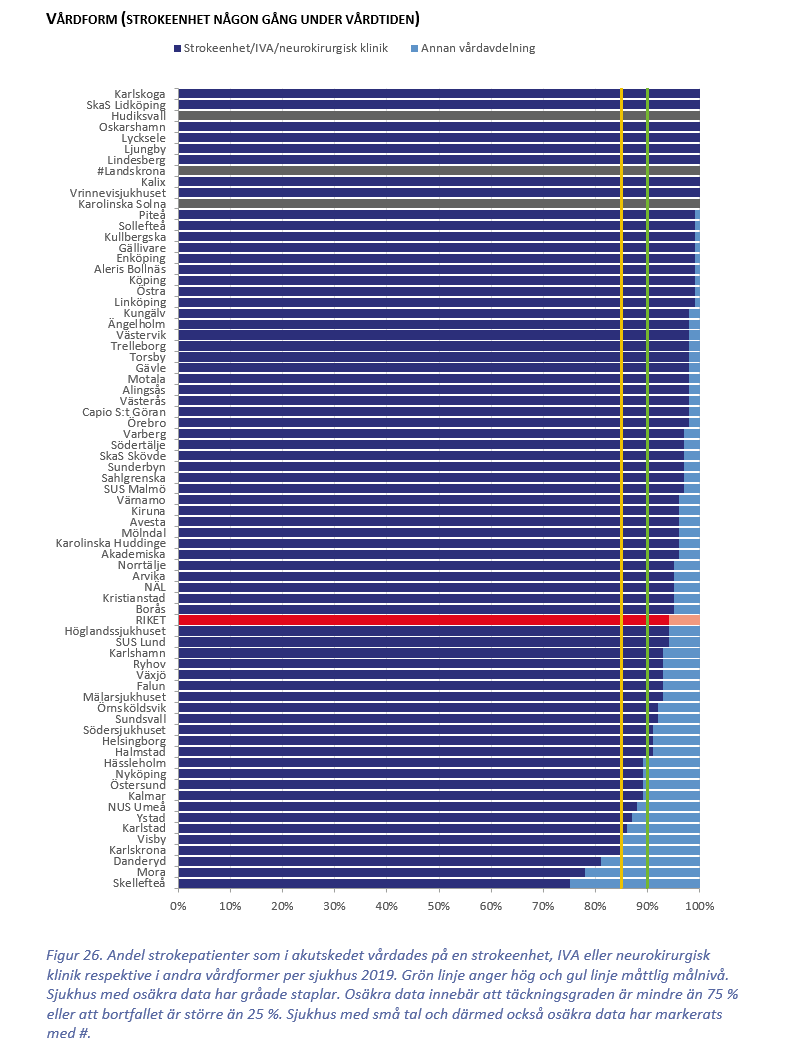 VÅRDFORM (STROKEENHET NÅGON GÅNG UNDER VÅRDTIDEN)
Strokeenhet/IVA/neurokirurgisk klinik Annan vårdavdelning
Karlskoga
SkaS Lidköping
Hudiksvall
Oskarshamn
Lycksele
Ljungby
Lindesberg
#Landskrona
Kalix
Vrinnevisjukhuset
Karolinska Solna
Piteå
Sollefteå
Kullbergska
Gällivare
Enköping
Aleris Bollnäs
Köping
Östra
Linköping
Kungälv
Ängelholm
Västervik
Trelleborg
Torsby
Gävle
Motala
Alingsås
Västerås
Capio S:t Göran
Örebro
Varberg
Södertälje
SkaS Skövde
Sunderbyn
Sahlgrenska
SUS Malmö
Värnamo
Kiruna
Avesta
Mölndal
Karolinska Huddinge
Akademiska
Norrtälje
Arvika
NÄL
Kristianstad
Borås
RIKET
Höglandssjukhuset
SUS Lund
Karlshamn
Ryhov
Växjö
Falun
Mälarsjukhuset
Örnsköldsvik
Sundsvall
Södersjukhuset
Helsingborg
Halmstad
Hässleholm
Nyköping
Östersund
Kalmar
NUS Umeå
Ystad
Karlstad
Visby
Karlskrona
Danderyd
Mora
Skellefteå
0% 10% 20% 30% 40% 50% 60% 70% 80% 90% 100%
Figur 26. Andel strokepatienter som i akutskedet vårdades på en strokeenhet, IVA eller neurokirurgisk
klinik respektive i andra vårdformer per sjukhus 2019. Grön linje anger hög och gul linje måttlig målnivå.
Sjukhus med osäkra data har gråade staplar. Osäkra data innebär att täckningsgraden är mindre än 75 %
eller att bortfallet är större än 25 %. Sjukhus med små tal och därmed också osäkra data har markerats
med #.